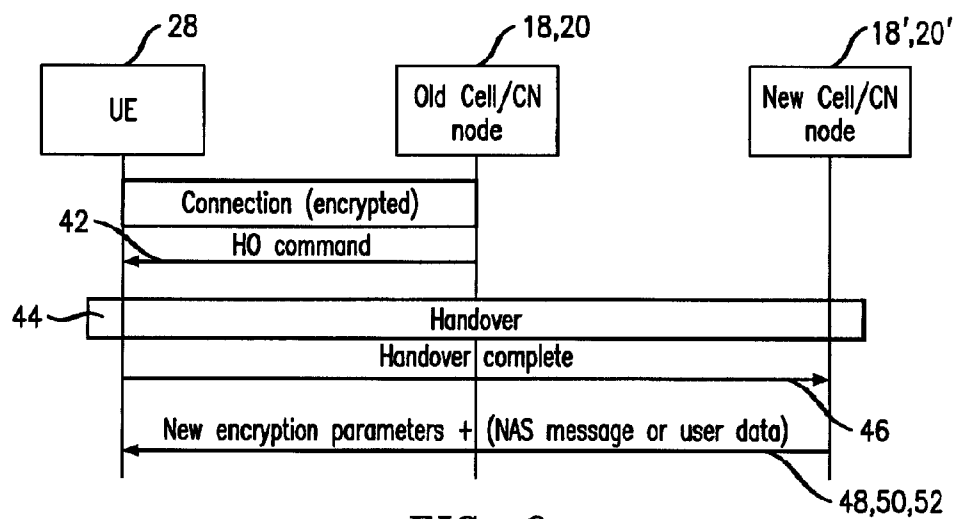 28
18,20
18',20'
UE
Old Cell/CN
node
New Cell/CN
node
Connection (encrypted)
42
HO command
44
Handover
Handover complete
46
New encryption parameters + (NAS message or user data)
48,50,52